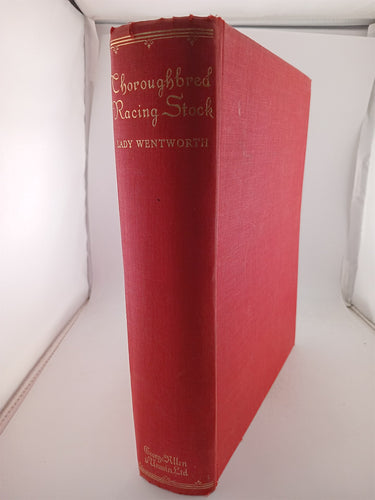 Thoroughbred
Racing Stock
LADY WENTWORTH
George Allen
& Unwin Ltd